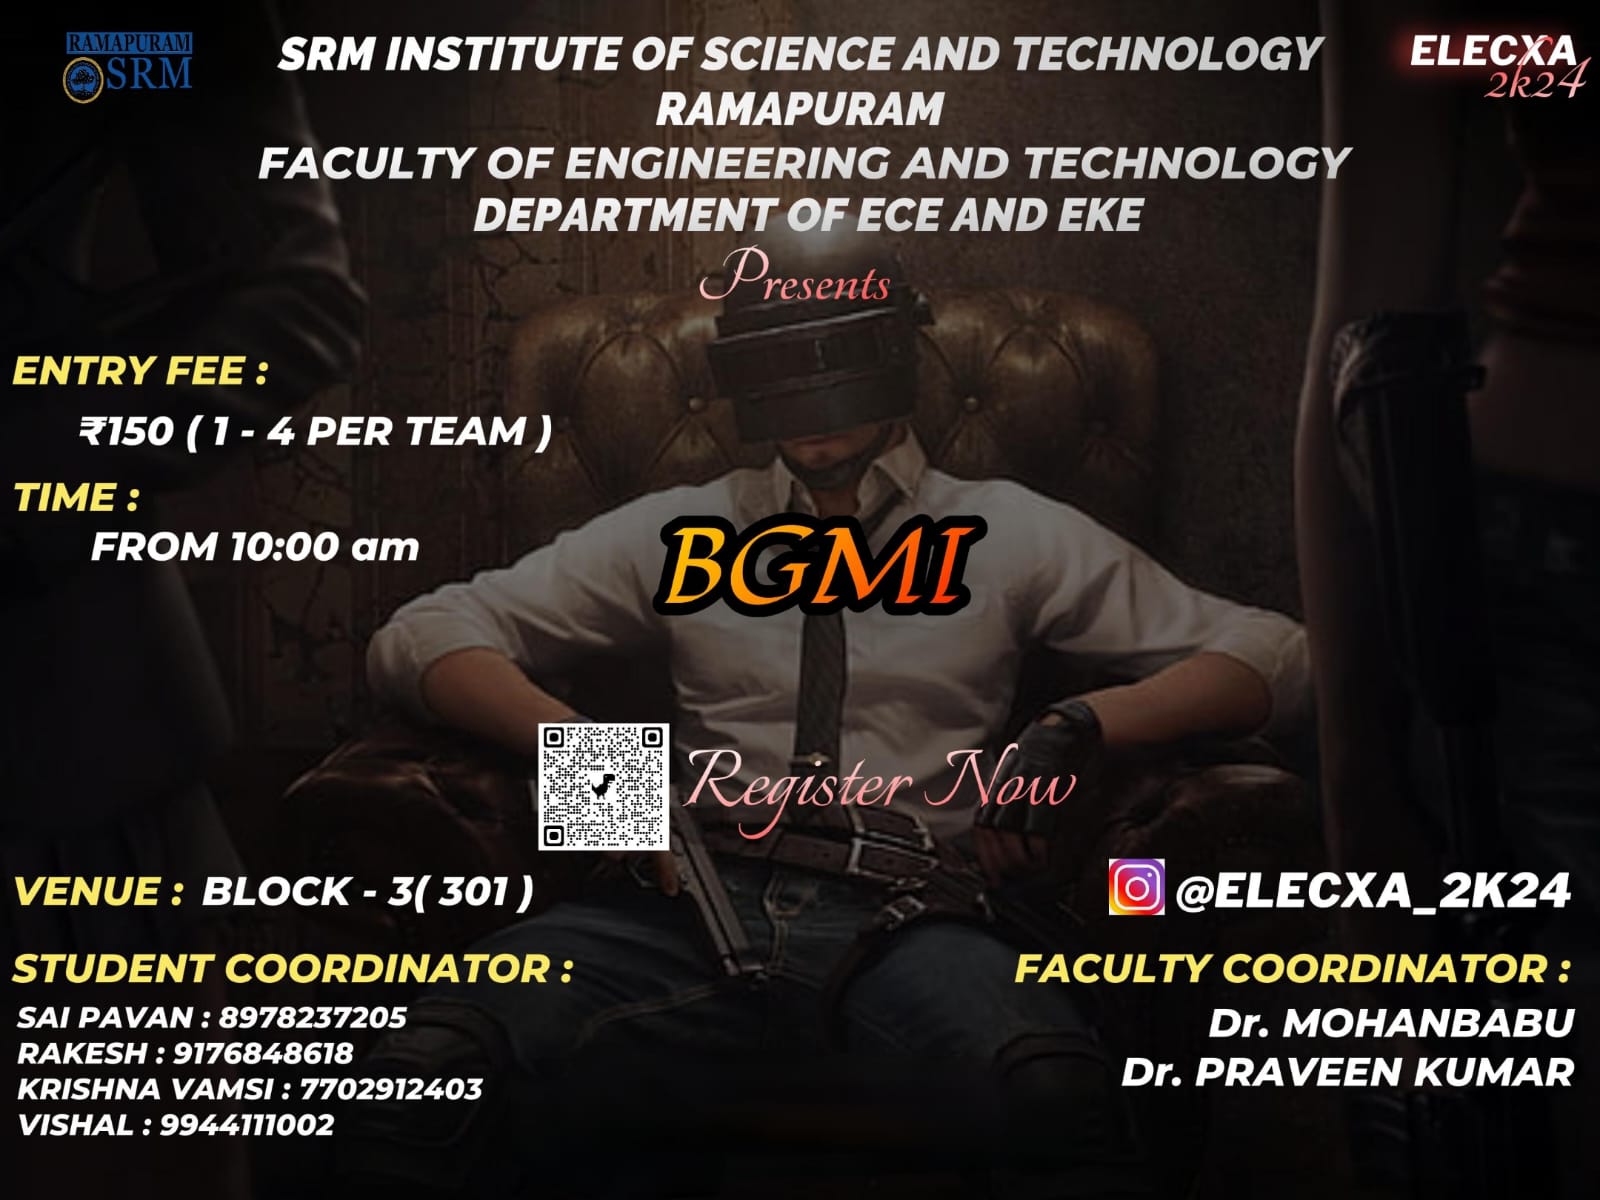 RAMAPURAM
SRM
SRM INSTITUTE OF SCIENCE AND TECHNOLOGY
RAMAPURAM
FACULTY OF ENGINEERING AND TECHNOLOGY
DEPARTMENT OF ECE AND EKE
Presents
ELECXA
2k24
ENTRY FEE :
₹150 ( 1 - 4 PER TEAM )
TIME :
FROM 10:00 am
BGMI
Register Now
VENUE : BLOCK - 3( 301 )
@ELECXA_2K24
STUDENT COORDINATOR :
SAI PAVAN : 8978237205
RAKESH : 9176848618
KRISHNA VAMSI : 7702912403
VISHAL : 9944111002
FACULTY COORDINATOR :
Dr. MOHANBABU
Dr. PRAVEEN KUMAR